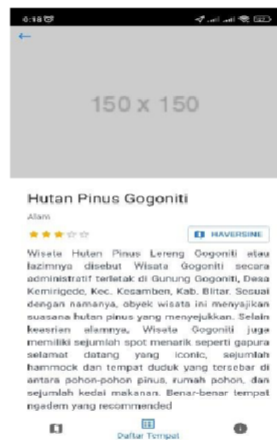 6:18
150 x 150
Hutan Pinus Gogoniti
Alam
HAVERSINE
Wisata Hutan Pinus Lereng Gogoniti atau
lazimnya disebut Wisata Gogoniti secara
administratif terletak di Gunung Gogoniti, Desa
Kemirigede, Kec. Kesamben, Kab. Blitar. Sesuai
dengan namanya, obyek wisata ini menyajikan
suasana hutan pinus yang menyejukkan. Selain
keasrian alamnya, Wisata Gogoniti juga
memiliki sejumlah spot menarik seperti gapura
selamat datang yang iconic, sejumlah
hammock dan tempat duduk yang tersebar di
antara pohon-pohon pinus, rumah pohon, dan
sejumlah kedai makanan. Benar-benar tempat
ngadem yang recommended
Daftar Tempat